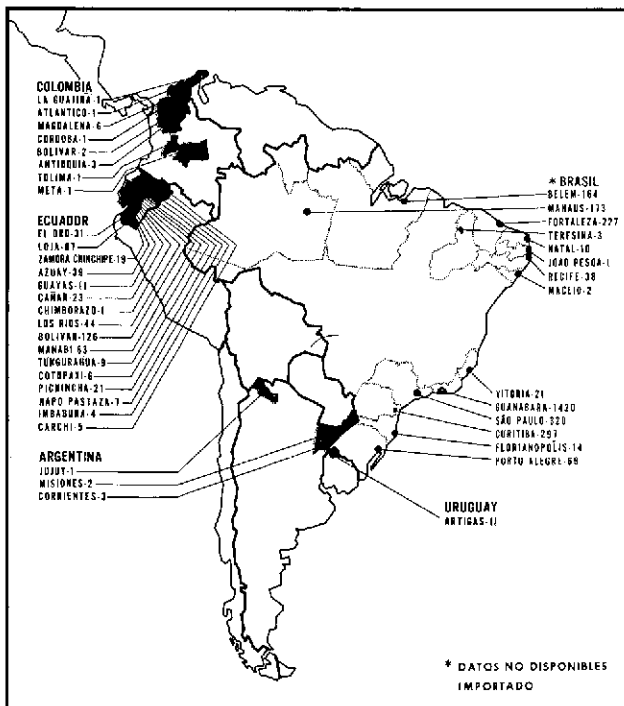 COLOMBIA
LA GUAJIRA-1
ATLANTICO-1
MAGDALENA-6
CORDOBA-1
BOLIVAR-2
ANTIOQUIA-3
TOLIMA-1
META-1
ECUADOR
EL ORO-31
LOJA-87
ZAMORA CHINCHIPE-19
AZUAY-39
GUAYAS-11
CAÑAR-23
CHIMBORAZO-1
LOS RIOS-44
BOLIVAR-126
MANABI 63
TUNGURAHUA-9
COTOPAXI-6
PICHINCHA-21
NAPO PASTAZA-7
IMBABURA-4
CARCHI-5
ARGENTINA
JUJUY-1
MISIONES-2
CORRIENTES-3
* BRASIL
BELEM-164
MANAUS-173
FORTALEZA-227
TERESINA-3
NATAL-10
JOAO PESOA-1
RECIFE-38
MACEIO-2
VITORIA-21
GUANABARA-1420
SÃO PAULO-320
CURITIBA-297
FLORIANOPOLIS-14
PORTO ALEGRE-68
URUGUAY
ARTIGAS-11
* DATOS NO DISPONIBLES
IMPORTADO